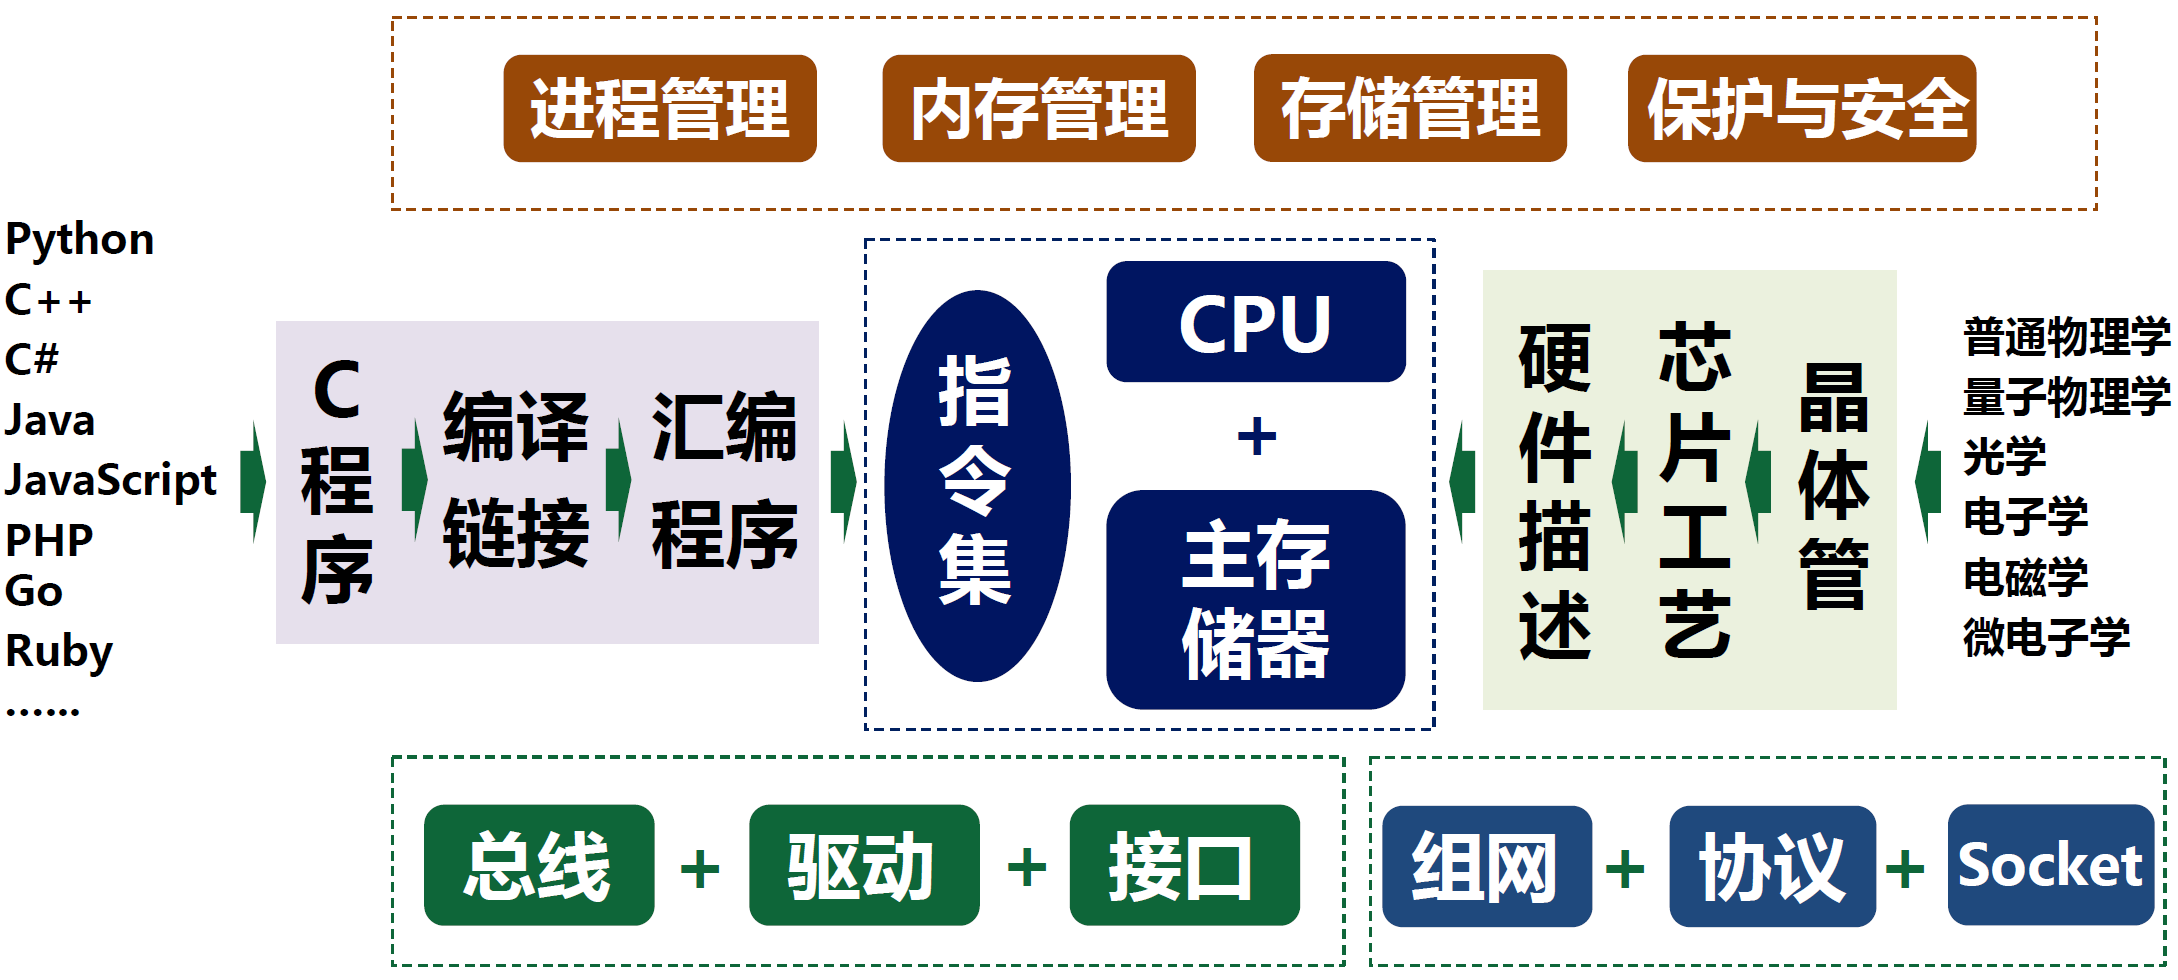 进程管理
内存管理
存储管理
保护与安全
Python
C++
C#
Java
JavaScript
PHP
Go
Ruby
……
C
程
序
编译
链接
汇编
程序
指
令
集
CPU
+
主存
储器
硬
件
描
述
芯
片
工
艺
晶
体
管
普通物理学
量子物理学
光学
电子学
电磁学
微电子学
总线 + 驱动 + 接口
组网 + 协议 + Socket